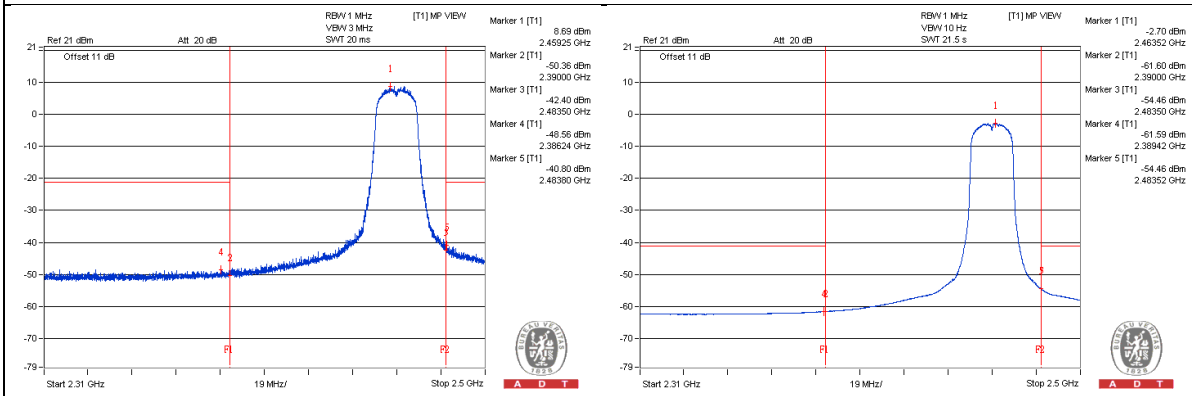 RBW 1 MHz
[T1] MP VIEW
VBW 3 MHz
Ref 21 dBm
Att 20 dB
SWT 20 ms
Offset 11 dB
21
10
0
-10
-20
-30
-40
-50
-60
-70
-79
1
4
2
5
F1
F2
Start 2.31 GHz
19 MHz/
Stop 2.5 GHz
Marker 1 [T1]
8.69 dBm
2.45925 GHz
Marker 2 [T1]
-50.36 dBm
2.39000 GHz
Marker 3 [T1]
-42.40 dBm
2.48350 GHz
Marker 4 [T1]
-48.56 dBm
2.38624 GHz
Marker 5 [T1]
-40.80 dBm
2.48380 GHz
BUREAU VERITAS
1828
A D T
RBW 1 MHz
[T1] MP VIEW
VBW 10 Hz
Ref 21 dBm
Att 20 dB
SWT 21.5 s
Offset 11 dB
21
10
0
-10
-20
-30
-40
-50
-60
-70
-79
1
42
F1
F2
Start 2.31 GHz
19 MHz/
Stop 2.5 GHz
Marker 1 [T1]
-2.70 dBm
2.46352 GHz
Marker 2 [T1]
-61.60 dBm
2.39000 GHz
Marker 3 [T1]
-54.46 dBm
2.48350 GHz
Marker 4 [T1]
-61.59 dBm
2.38942 GHz
Marker 5 [T1]
-54.46 dBm
2.48352 GHz
BUREAU VERITAS
1828
A D T